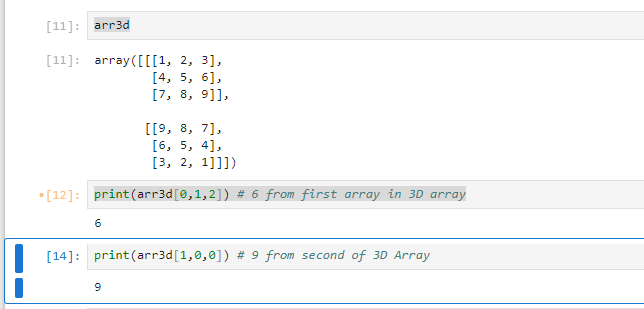 [11]: arr3d
[11]: array([[[1, 2, 3],
[4, 5, 6],
[7, 8, 9]],
[[9, 8, 7],
[6, 5, 4],
[3, 2, 1]]])
•[12]: print(arr3d[0,1,2]) # 6 from first array in 3D array
6
[14]: print(arr3d[1,0,0]) # 9 from second of 3D Array
9